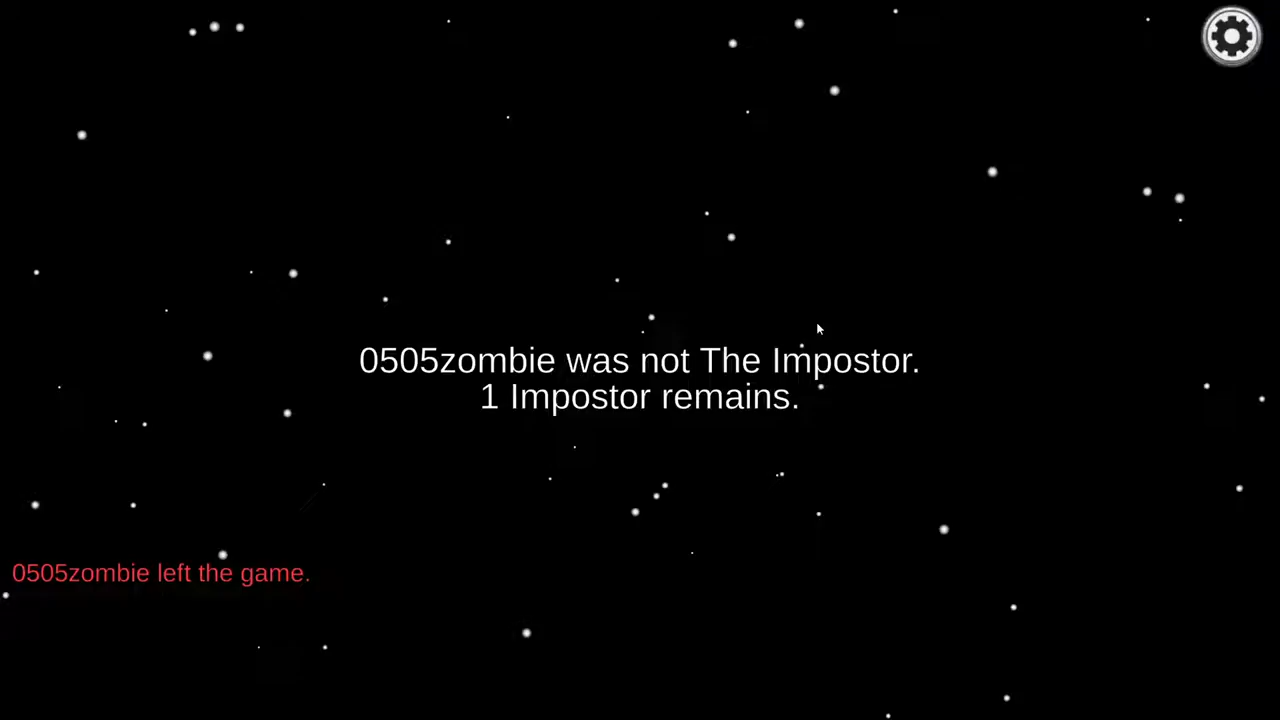 0505zombie was not The Impostor.
1 Impostor remains.
0505zombie left the game.